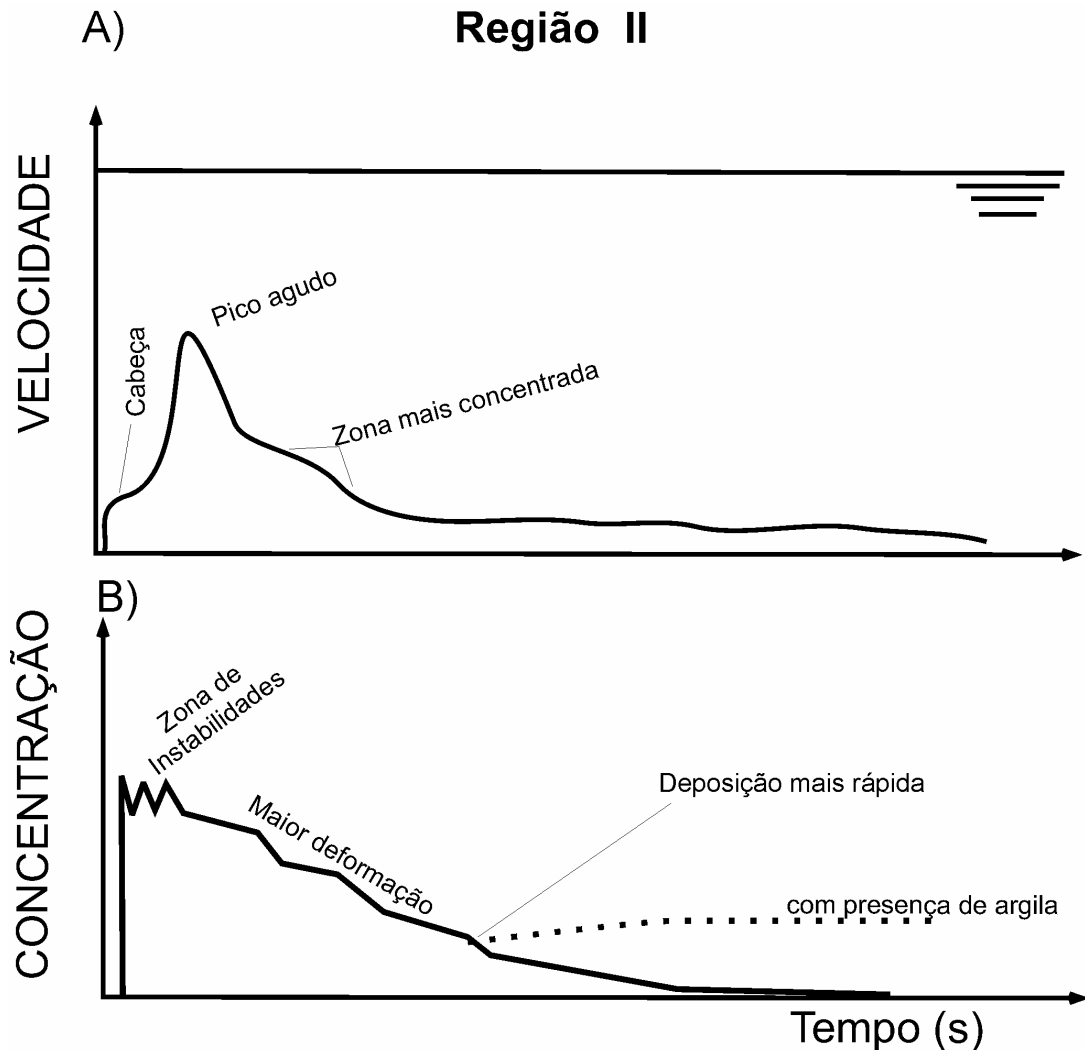 A)
Região II
VELOCIDADE
Cabeça
Pico agudo
Zona mais concentrada
B)
CONCENTRAÇÃO
Zona de
Instabilidades
Maior deformação
Deposição mais rápida
com presença de argila
Tempo (s)